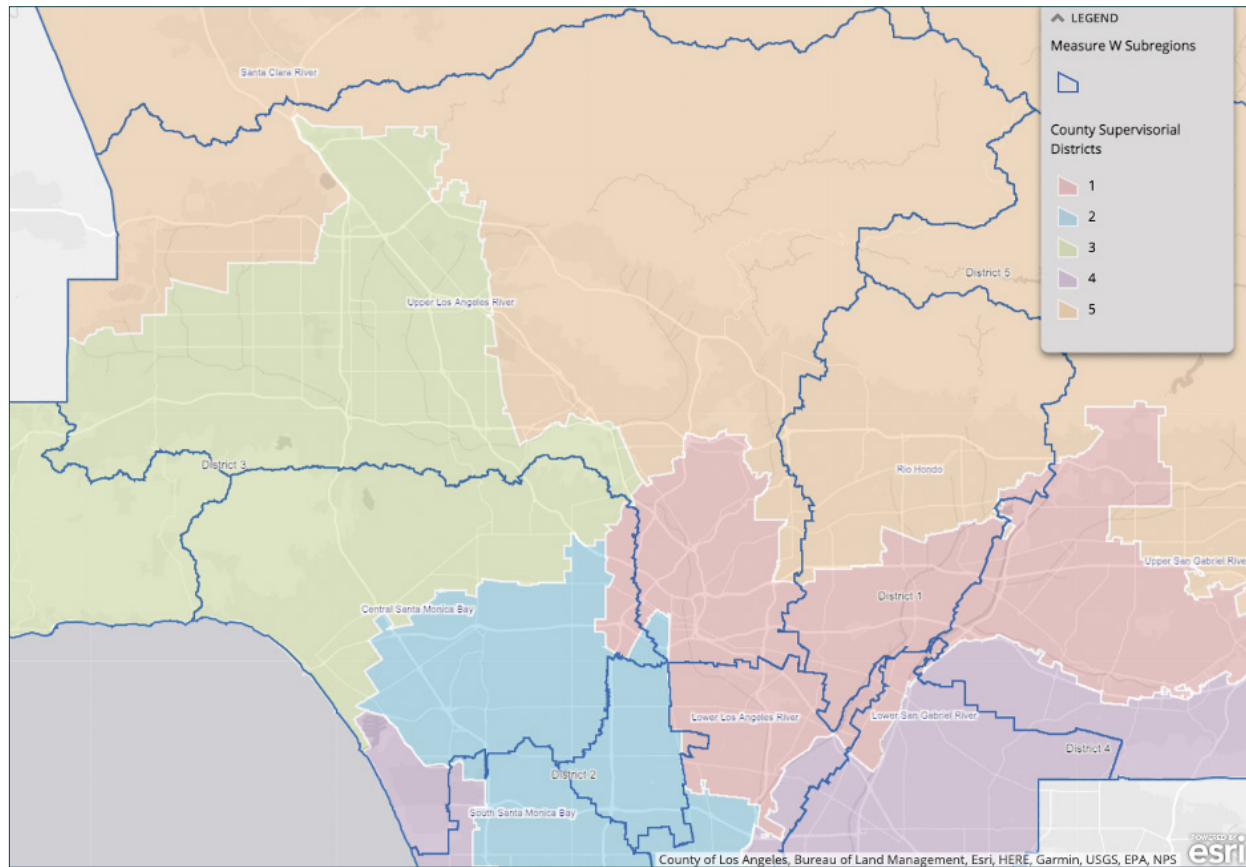 LEGEND
Measure W Subregions
County Supervisorial
Districts
1
2
3
4
5
Santa Clara River
District 5
Upper Los Angeles River
District 3
Rio Hondo
Upper San Gabriel River
District 1
Central Santa Monica Bay
Lower Los Angeles River
Lower San Gabriel River
District 4
District 2
South Santa Monica Bay
POWERED BY
esri
County of Los Angeles, Bureau of Land Management, Esri, HERE, Garmin, USGS, EPA, NPS